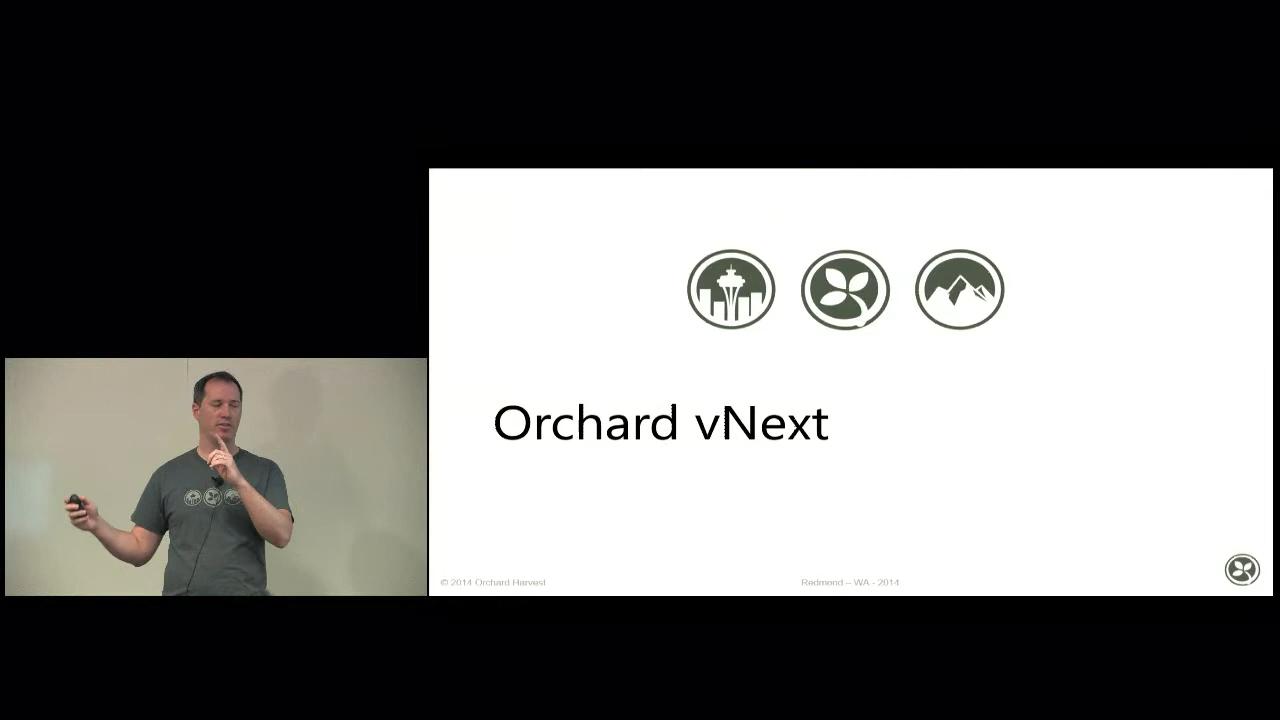 Orchard vNext
© 2014 Orchard Harvest
Redmond – WA - 2014